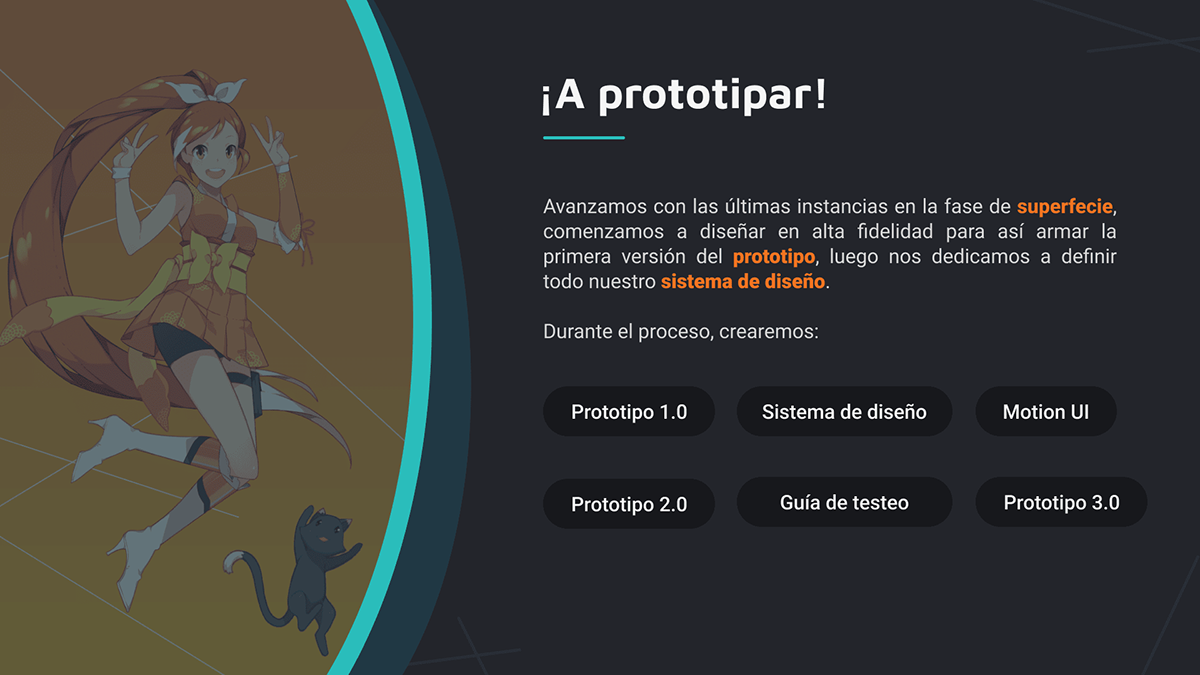 ¡A prototipar!
Avanzamos con las últimas instancias en la fase de superfecie,
comenzamos a diseñar en alta fidelidad para así armar la
primera versión del prototipo, luego nos dedicamos a definir
todo nuestro sistema de diseño.
Durante el proceso, crearemos:
Prototipo 1.0
Sistema de diseño
Motion UI
Prototipo 2.0
Guía de testeo
Prototipo 3.0